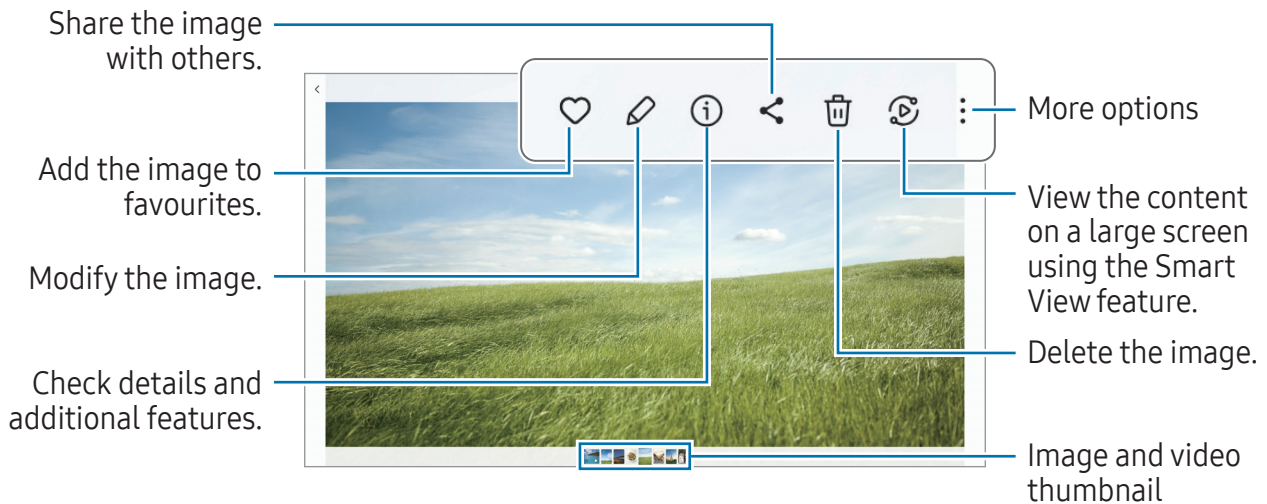 Share the image
with others.
Add the image to
favourites.
Modify the image.
Check details and
additional features.
More options
View the content
on a large screen
using the Smart
View feature.
Delete the image.
Image and video
thumbnail